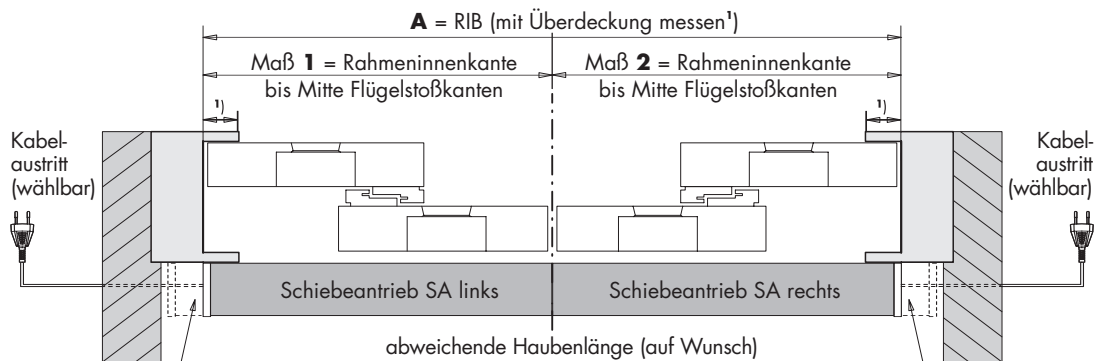 A = RIB (mit Überdeckung messen¹)
Maß 1 = Rahmeninnenkante
bis Mitte Flügelstoßkanten
Maß 2 = Rahmeninnenkante
bis Mitte Flügelstoßkanten
¹)
¹)
Kabel-
austritt
(wählbar)
Kabel-
austritt
(wählbar)
Schiebeantrieb SA links
Schiebeantrieb SA rechts
abweichende Haubenlänge (auf Wunsch)